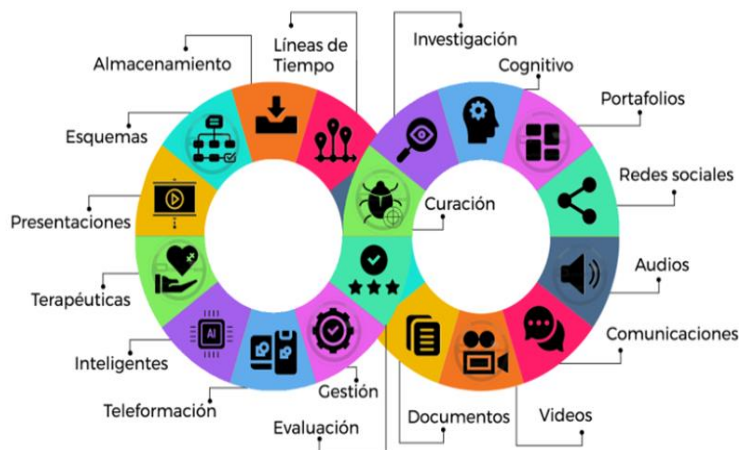 Líneas de
Tiempo
Investigación
Almacenamiento
Cognitivo
Portafolios
Esquemas
Redes sociales
Presentaciones
Curación
Audios
Terapéuticas
Comunicaciones
Inteligentes
AI
Gestión
Teleformación
Documentos
Videos
Evaluación